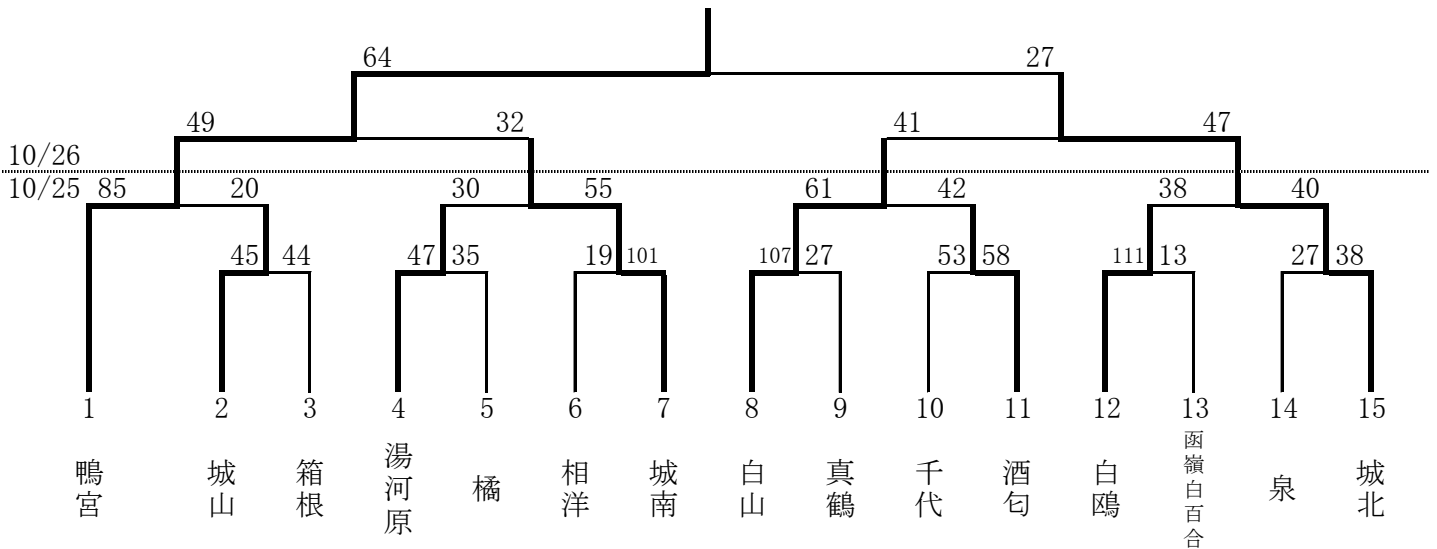 64 27
49 32 41 47
10/26
10/25 85 20 30 55 61 42 38 40
45 44 47 35 19 101 107 27 53 58 111 13 27 38
1 2 3 4 5 6 7 8 9 10 11 12 13 14 15
鴨宮 城山 箱根 湯河原 橘 相洋 城南 白山 真鶴 千代 酒匂 白鴎 函嶺白百合 泉 城北